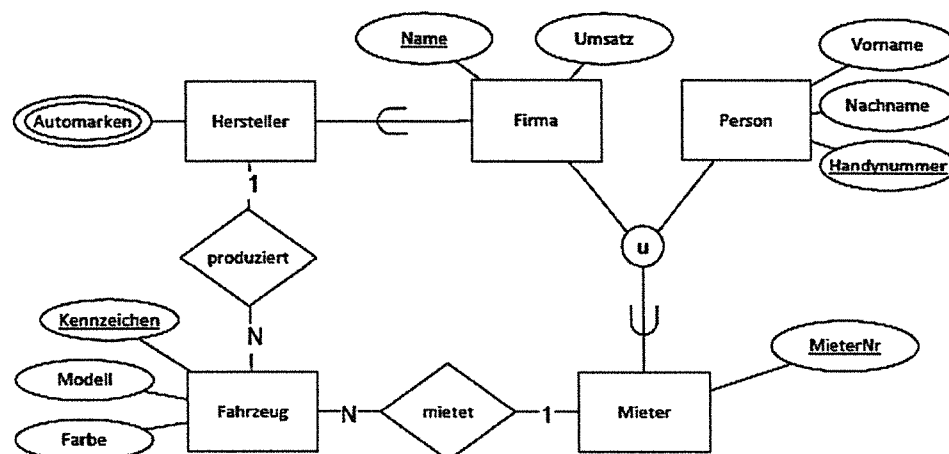 Name
Umsatz
Vorname
Automarken
Hersteller
Firma
Person
Nachname
Handynummer
1
produziert
u
Kennzeichen
N
MieterNr
Modell
Fahrzeug
N
mietet
1
Mieter
Farbe